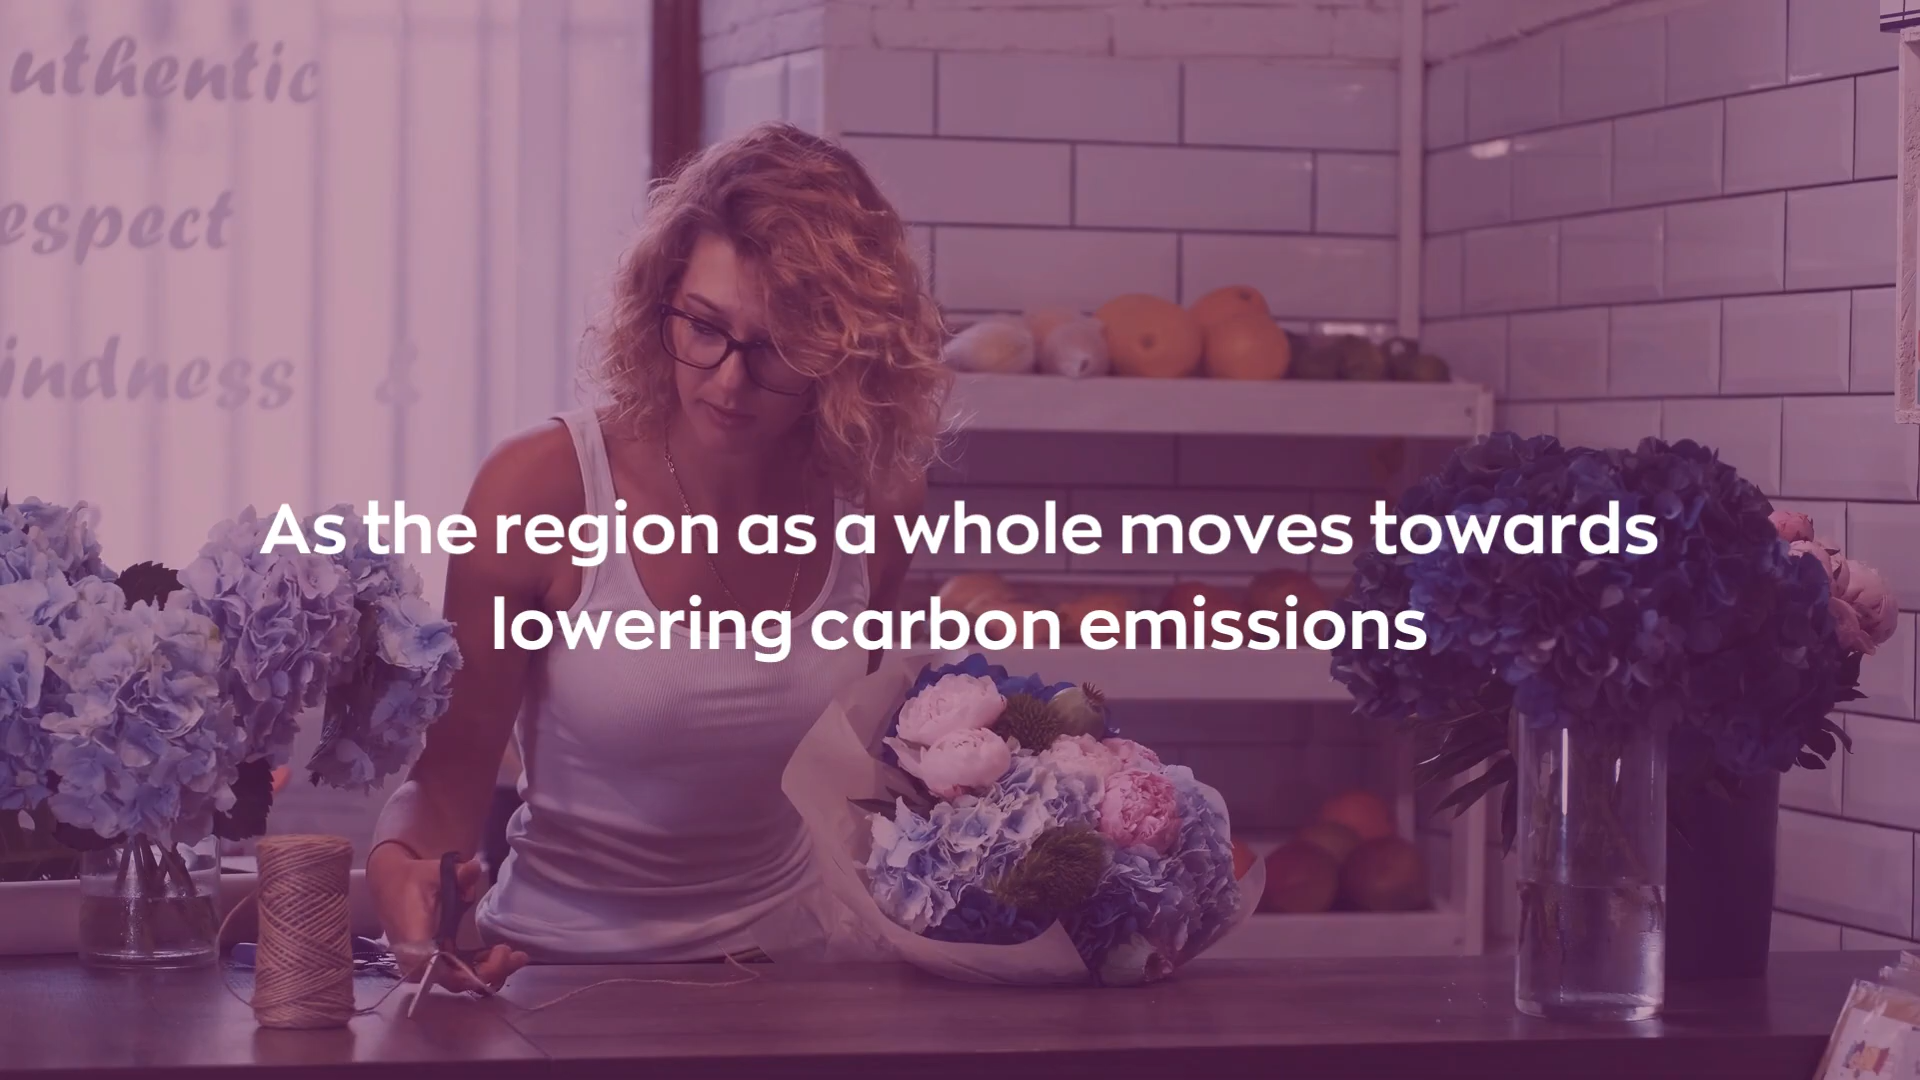 uthentic
espect
indness &
As the region as a whole moves towards
lowering carbon emissions